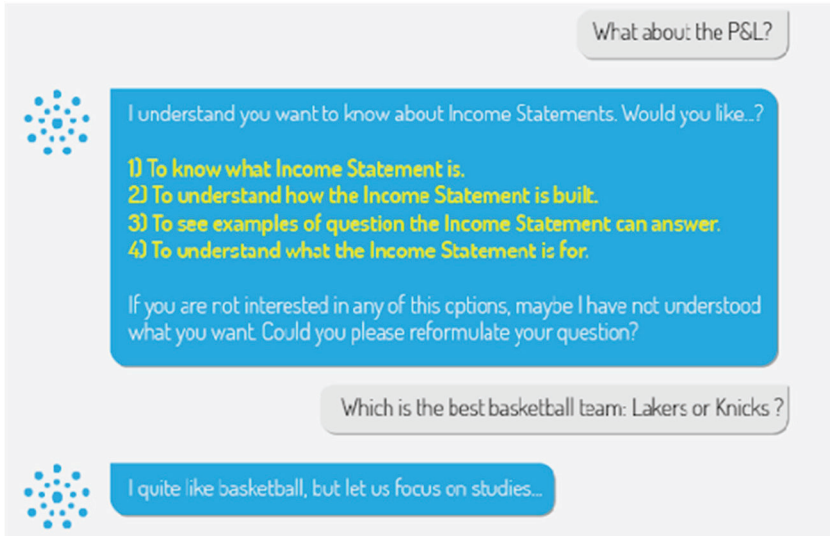 What about the P&L?
I understand you want to know about Income Statements. Would you like...?
1) To know what Income Statement is.
2) To understand how the Income Statement is built.
3) To see examples of question the Income Statement can answer.
4) To understand what the Income Statement is for.
If you are not interested in any of this options, maybe I have not understood
what you want. Could you please reformulate your question?
Which is the best basketball team: Lakers or Knicks ?
I quite like basketball, but let us focus on studies...